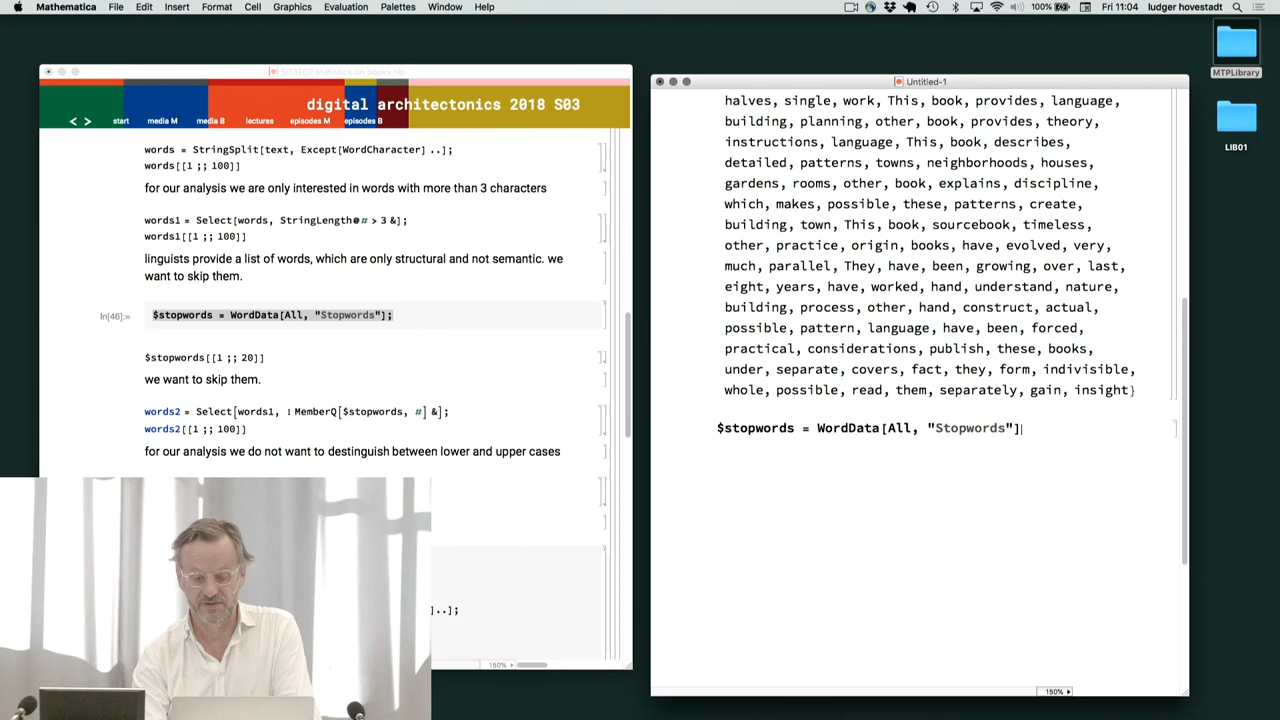 Mathematica File Edit Insert Format Cell Graphics Evaluation Palettes Window Help 100% Fri 11:04 ludger hovestadt
MTPLibrary
LIB01
S03E02 statistics on books.nb
digital architectonics 2018 S03
< > start media M media B lectures episodes M episodes B
words = StringSplit[text, Except[WordCharacter] ..];
words[[1 ;; 100]]
for our analysis we are only interested in words with more than 3 characters
words1 = Select[words, StringLength@# > 3 &];
words1[[1 ;; 100]]
linguists provide a list of words, which are only structural and not semantic. we
want to skip them.
In[46]:= $stopwords = WordData[All, "Stopwords"];
$stopwords[[1 ;; 20]]
we want to skip them.
words2 = Select[words1, ! MemberQ[$stopwords, #] &];
words2[[1 ;; 100]]
for our analysis we do not want to destinguish between lower and upper cases
]..];
150%
Untitled-1
halves, single, work, This, book, provides, language,
building, planning, other, book, provides, theory,
instructions, language, This, book, describes,
detailed, patterns, towns, neighborhoods, houses,
gardens, rooms, other, book, explains, discipline,
which, makes, possible, these, patterns, create,
building, town, This, book, sourcebook, timeless,
other, practice, origin, books, have, evolved, very,
much, parallel, They, have, been, growing, over, last,
eight, years, have, worked, hand, understand, nature,
building, process, other, hand, construct, actual,
possible, pattern, language, have, been, forced,
practical, considerations, publish, these, books,
under, separate, covers, fact, they, form, indivisible,
whole, possible, read, them, separately, gain, insight}
$stopwords = WordData[All, "Stopwords"]
150%